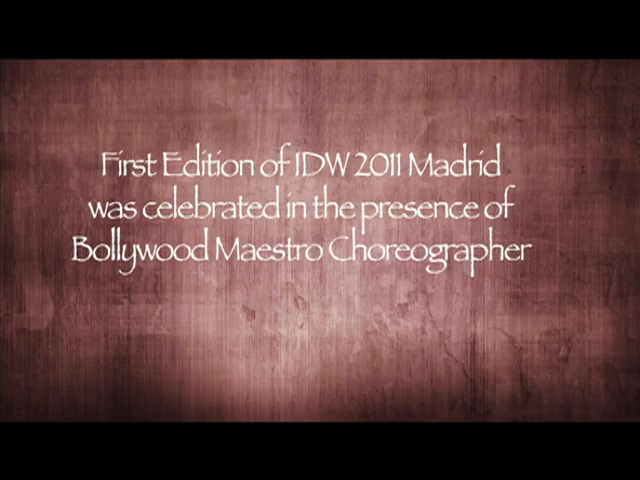 First Edition of IDW 2011 Madrid
was celebrated in the presence of
Bollywood Maestro Choreographer